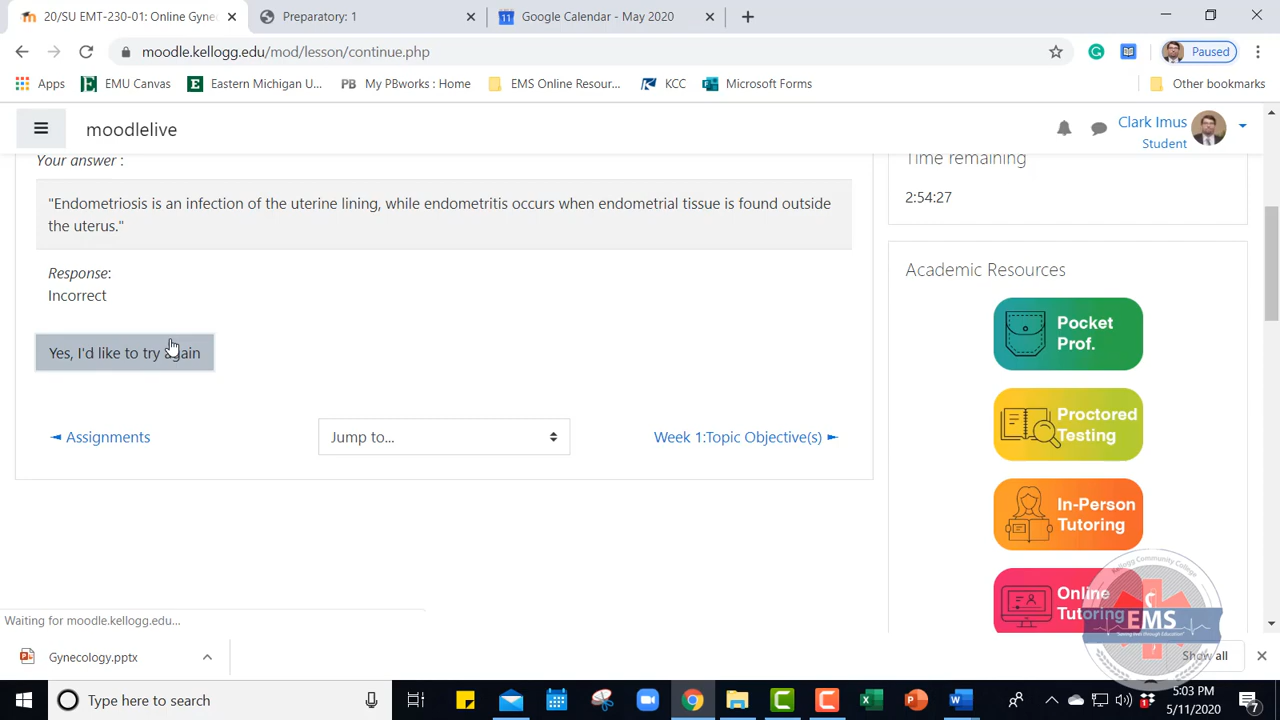 20/SU EMT-230-01: Online Gyne
Preparatory: 1
Google Calendar - May 2020
moodle.kellogg.edu/mod/lesson/continue.php
Paused
Apps
EMU Canvas
Eastern Michigan U...
PB My PBworks : Home
EMS Online Resour...
KCC
Microsoft Forms
Other bookmarks
moodlelive
Clark Imus
Student
Your answer :
Time remaining
"Endometriosis is an infection of the uterine lining, while endometritis occurs when endometrial tissue is found outside
the uterus."
2:54:27
Response:
Incorrect
Academic Resources
Yes, I'd like to try again
Pocket
Prof.
Proctored
Testing
◄ Assignments
Jump to...
Week 1:Topic Objective(s) ►
In-Person
Tutoring
Online
Tutoring
Kellogg Community College
EMS
Waiting for moodle.kellogg.edu...
Gynecology.pptx
Show all
Type here to search
5:03 PM
5/11/2020
7